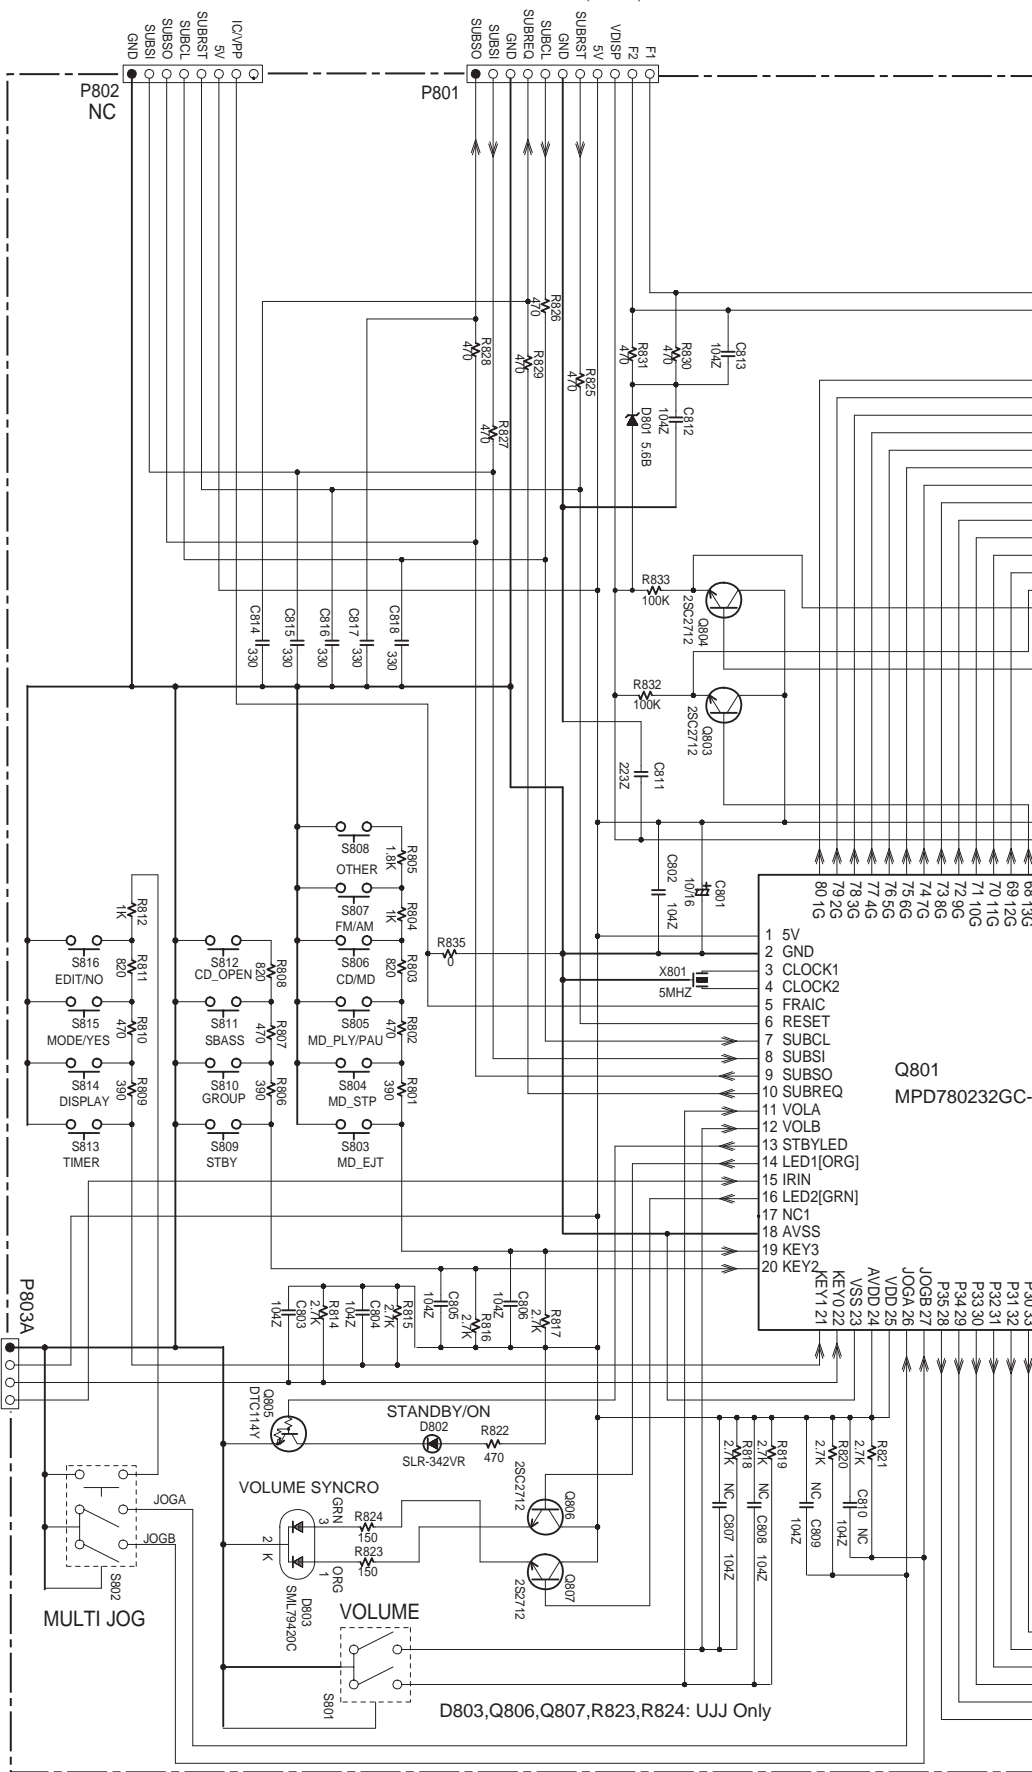 GND
SUBSI
SUBSO
SUBCL
SUBRST
5V
IC/VPP
P802
NC
SUBSO
SUBSI
GND
SUBREQ
SUBCL
GND
SUBRST
5V
VDISP
F2
F1
P801
R826
470
R828
470
R829
470
R825
470
R827
470
R831
470
R830
470
C813
104Z
D801 5.6B
C812
104Z
R833
100K
Q804
2SC2712
R832
100K
Q803
2SC2712
C814
330
C815
330
C816
330
C817
330
C818
330
C811
223Z
C802
104Z
C801
10/16
S808
OTHER
R805
1.8K
S807
FM/AM
R804
1K
S806
CD/MD
R803
820
S805
MD_PLY/PAU
R802
470
S804
MD_STP
R801
390
S803
MD_EJT
R835
0
R812
1K
S816
EDIT/NO
R811
820
S815
MODE/YES
R810
470
S814
DISPLAY
R809
390
S813
TIMER
S812
CD_OPEN
R808
820
S811
SBASS
R807
470
S810
GROUP
R806
390
S809
STBY
X801
5MHZ
80 1G
79 2G
78 3G
77 4G
76 5G
75 6G
74 7G
73 8G
72 9G
71 10G
70 11G
69 12G
68 13G
1 5V
2 GND
3 CLOCK1
4 CLOCK2
5 FRAIC
6 RESET
7 SUBCL
8 SUBSI
9 SUBSO
10 SUBREQ
11 VOLA
12 VOLB
13 STBYLED
14 LED1[ORG]
15 IRIN
16 LED2[GRN]
17 NC1
18 AVSS
19 KEY3
20 KEY2
Q801
MPD780232GC-
KEY1 21
KEY0 22
VSS 23
AVDD 24
VDD 25
JOGA 26
JOGB 27
P35 28
P34 29
P33 30
P32 31
P31 32
P30 33
P803A
C803
104Z
R814
2.7K
C804
104Z
R815
2.7K
C805
104Z
R816
2.7K
C806
104Z
R817
2.7K
Q805
DTC114Y
STANDBY/ON
D802
SLR-342VR
R822
470
VOLUME SYNCRO
GRN
3
2 K
ORG
1
D803
SML79420C
R824
150
R823
150
2SC2712
Q806
Q807
2S2712
R818
2.7K
R819
2.7K
NC C807 104Z
NC C808 104Z
R820
2.7K
R821
2.7K
NC C809
104Z
C810 NC
104Z
JOGA
JOGB
S802
MULTI JOG
VOLUME
S801
D803,Q806,Q807,R823,R824: UJJ Only